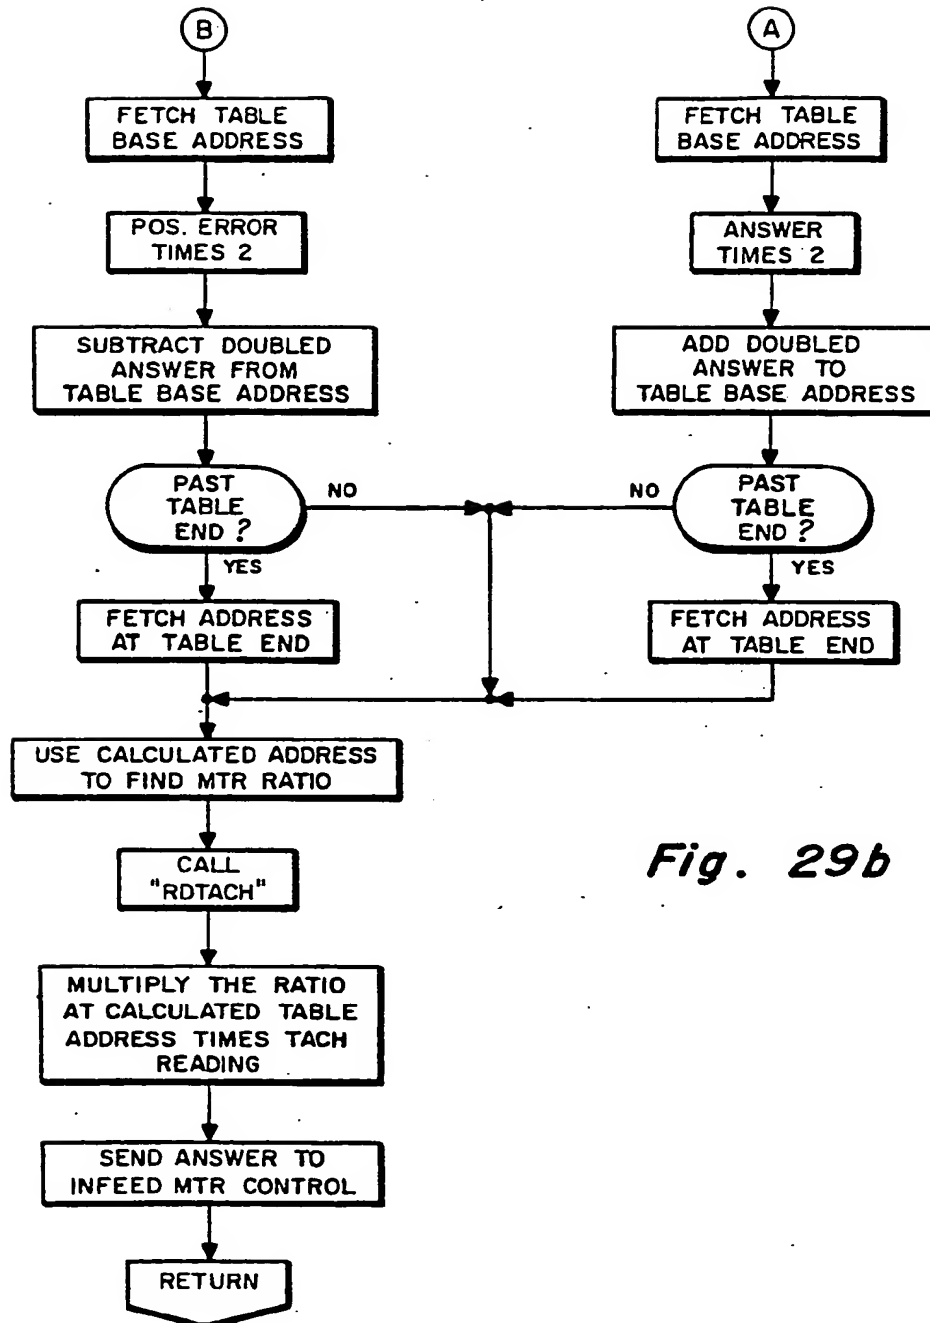 B
FETCH TABLE
BASE ADDRESS
POS. ERROR
TIMES 2
SUBTRACT DOUBLED
ANSWER FROM
TABLE BASE ADDRESS
PAST
TABLE
END ?
NO
YES
FETCH ADDRESS
AT TABLE END
A
FETCH TABLE
BASE ADDRESS
ANSWER
TIMES 2
ADD DOUBLED
ANSWER TO
TABLE BASE ADDRESS
PAST
TABLE
END ?
NO
YES
FETCH ADDRESS
AT TABLE END
USE CALCULATED ADDRESS
TO FIND MTR RATIO
CALL
"RDTACH"
MULTIPLY THE RATIO
AT CALCULATED TABLE
ADDRESS TIMES TACH
READING
SEND ANSWER TO
INFEED MTR CONTROL
RETURN
Fig. 29b